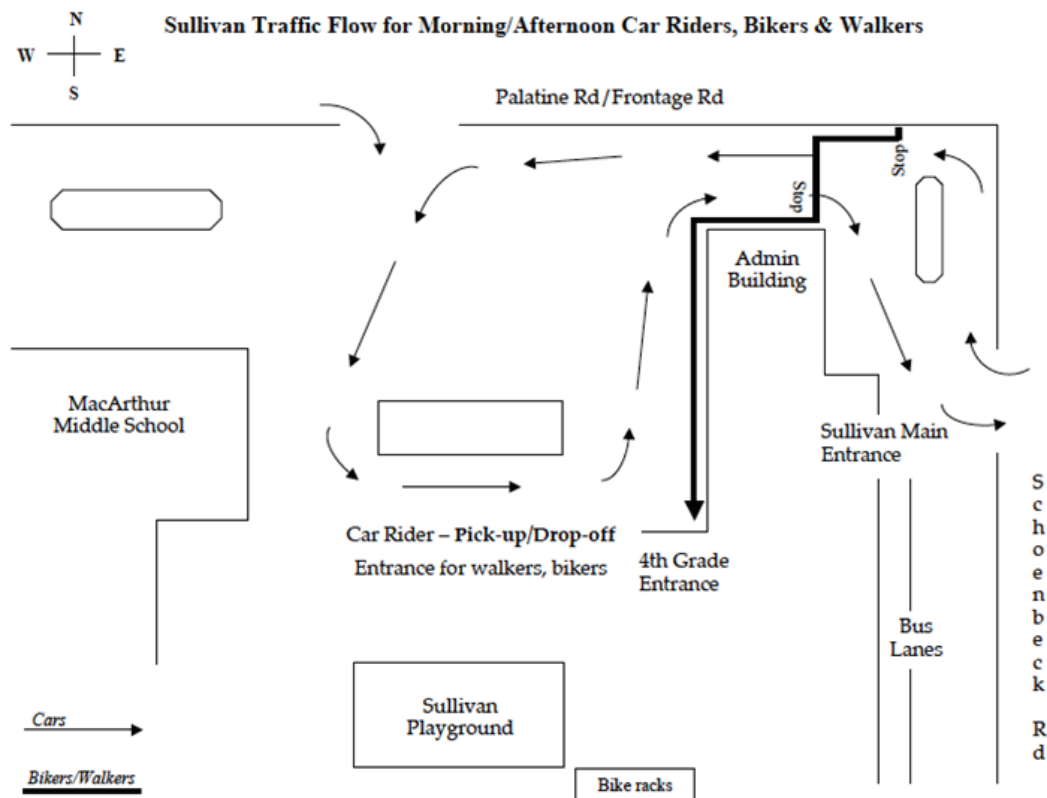 Sullivan Traffic Flow for Morning/Afternoon Car Riders, Bikers & Walkers
N
W E
S
Palatine Rd/Frontage Rd
Stop
Stop
Admin
Building
MacArthur
Middle School
Sullivan Main
Entrance
Car Rider – Pick-up/Drop-off
Entrance for walkers, bikers
4th Grade
Entrance
Schoenbeck Rd
Bus
Lanes
Sullivan
Playground
Cars
Bikers/Walkers
Bike racks